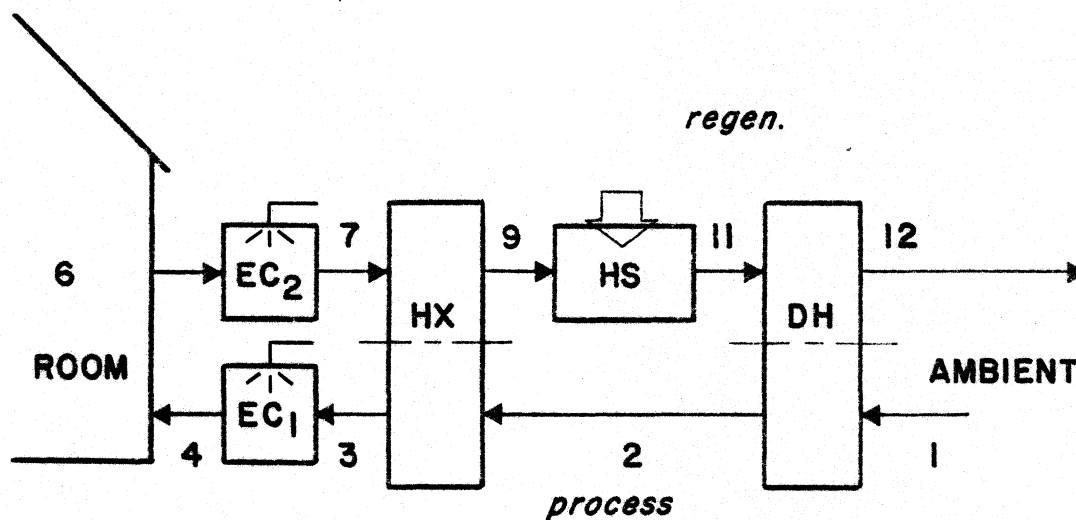 regen.
7
9
11
12
6
EC2
HS
HX
DH
ROOM
AMBIENT
EC1
4
3
2
1
process